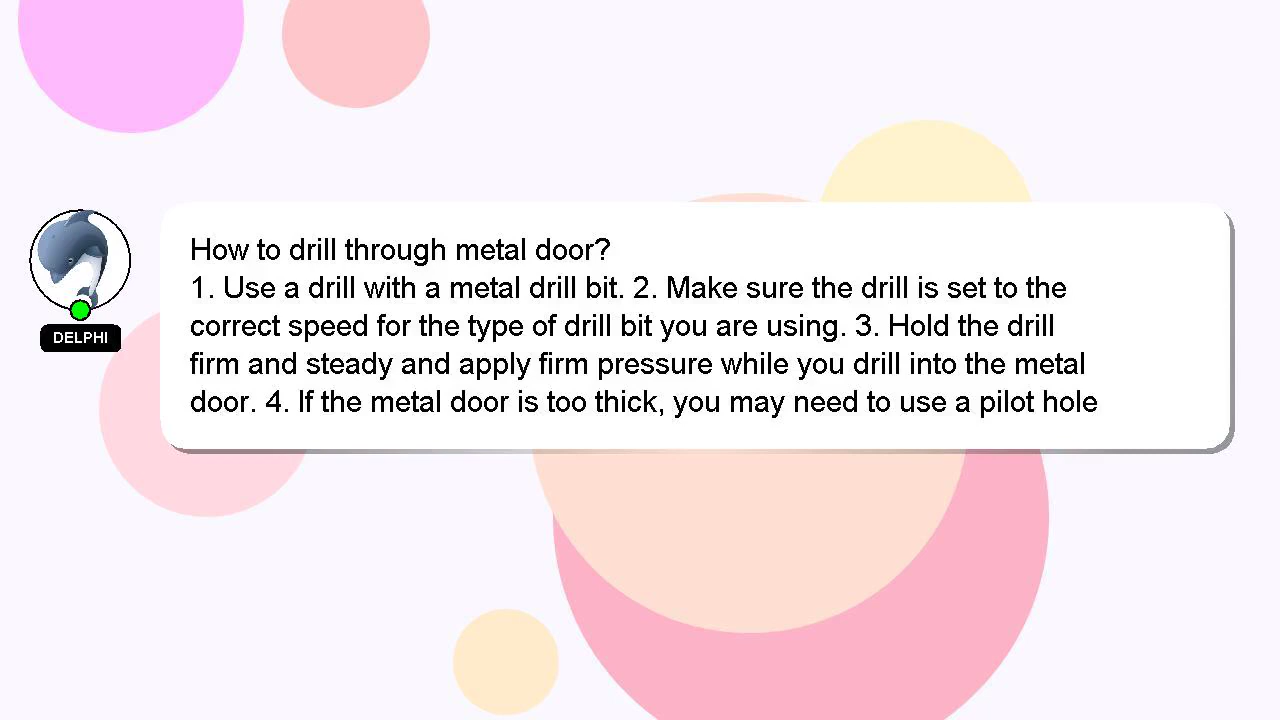 How to drill through metal door?
1. Use a drill with a metal drill bit. 2. Make sure the drill is set to the
correct speed for the type of drill bit you are using. 3. Hold the drill
firm and steady and apply firm pressure while you drill into the metal
door. 4. If the metal door is too thick, you may need to use a pilot hole
DELPHI